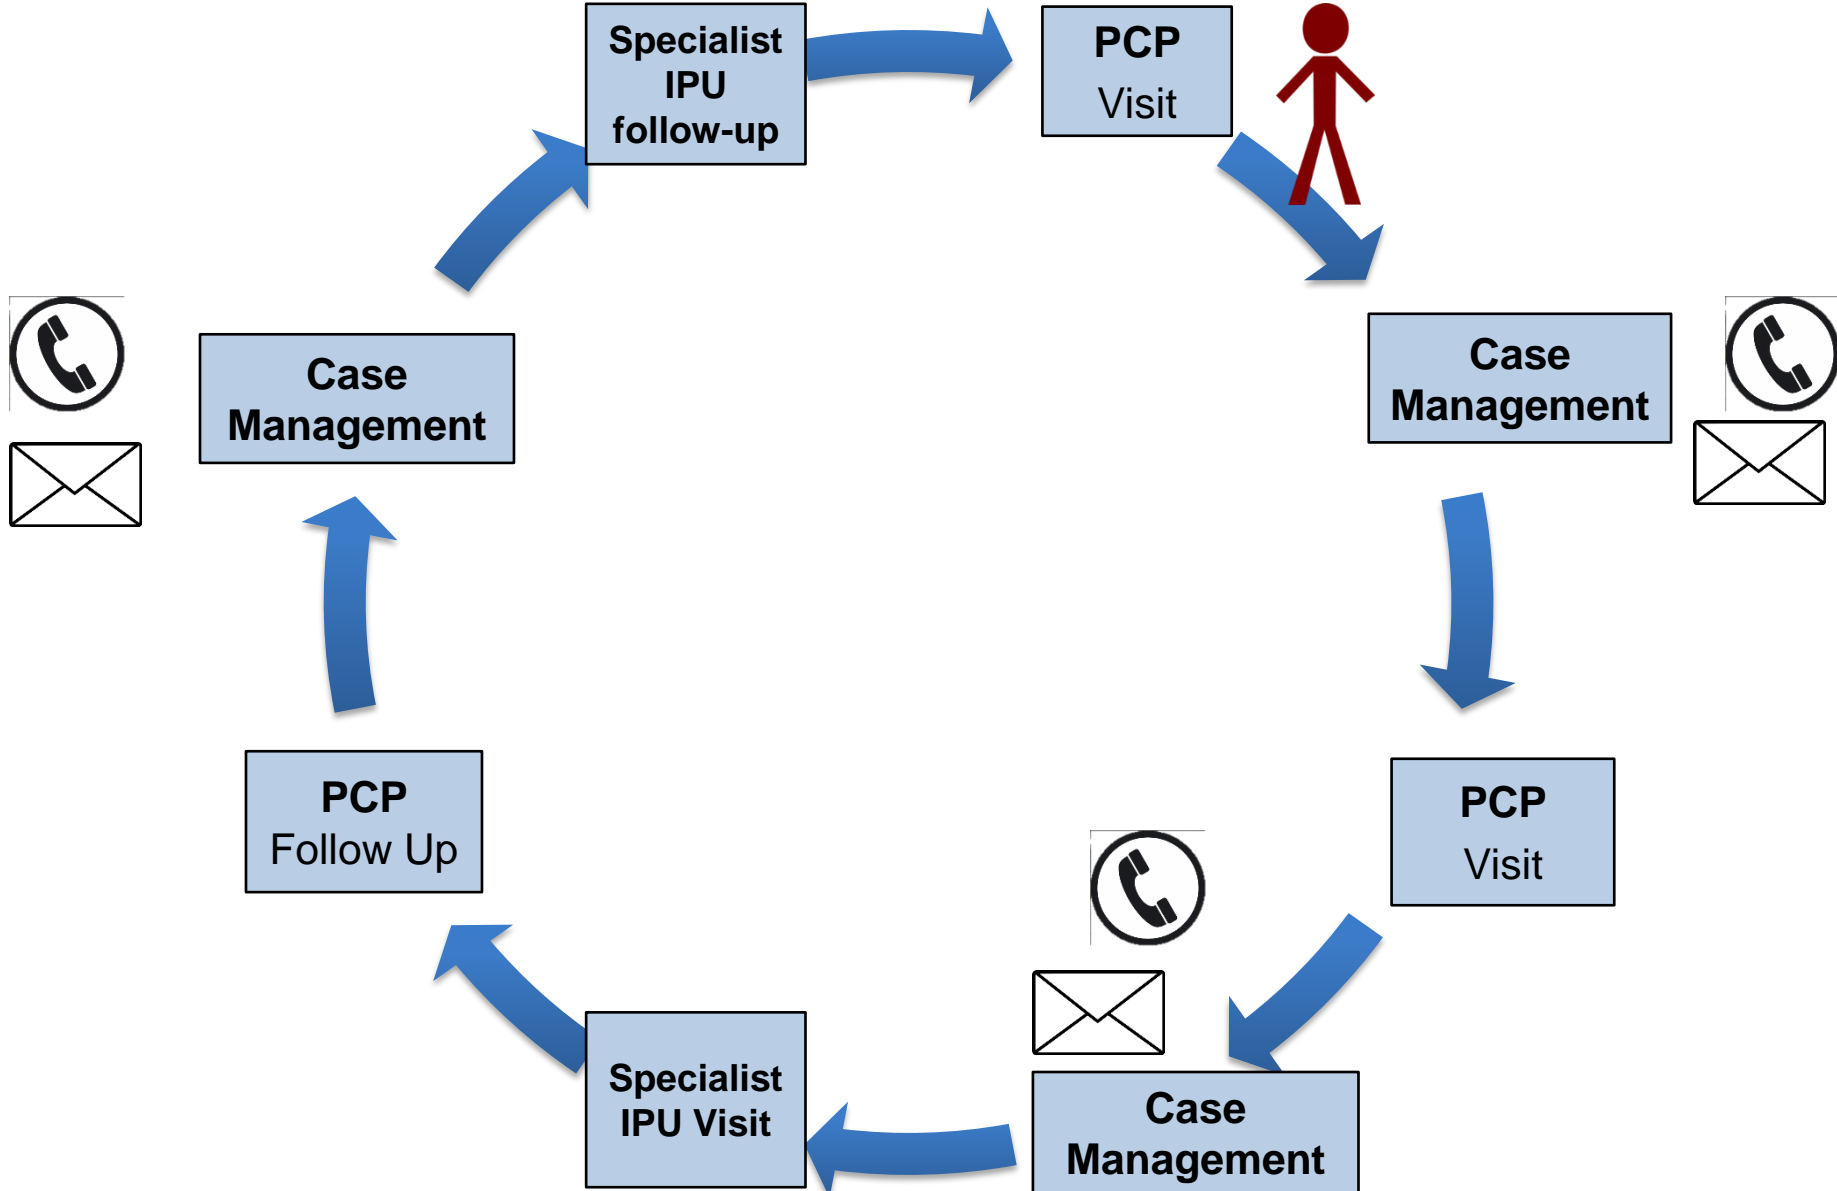 Specialist
IPU
follow-up
PCP
Visit
Case
Management
PCP
Visit
Case
Management
Specialist
IPU Visit
PCP
Follow Up
Case
Management